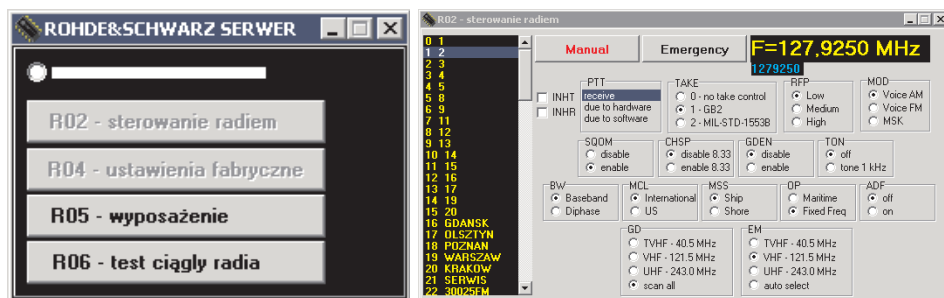 ROHDE&SCHWARZ SERWER
R02 - sterowanie radiem
R04 - ustawienia fabryczne
R05 - wyposażenie
R06 - test ciągly radia
R02 - sterowanie radiem
0 1
1 2
2 3
3 4
4 5
5 8
6 9
7 11
8 12
9 13
10 14
11 15
12 16
13 17
14 19
15 20
16 GDANSK
17 OLSZTYN
18 POZNAN
19 WARSZAW
20 KRAKOW
21 SERWIS
22 30025FM
Manual
Emergency
F=127,9250 MHz
1279250
INHT
INHR
PTT
receive
due to hardware
due to software
TAKE
0 - no take control
1 - GB2
2 - MIL-STD-1553B
RFP
Low
Medium
High
MOD
Voice AM
Voice FM
MSK
SQOM
disable
enable
CHSP
disable 8.33
enable 8.33
GDEN
disable
enable
TON
off
tone 1 kHz
BW
Baseband
Diphase
MCL
International
US
MSS
Ship
Shore
OP
Maritime
Fixed Freq
ADF
off
on
GD
TVHF - 40.5 MHz
VHF - 121.5 MHz
UHF - 243.0 MHz
scan all
EM
TVHF - 40.5 MHz
VHF - 121.5 MHz
UHF - 243.0 MHz
auto select